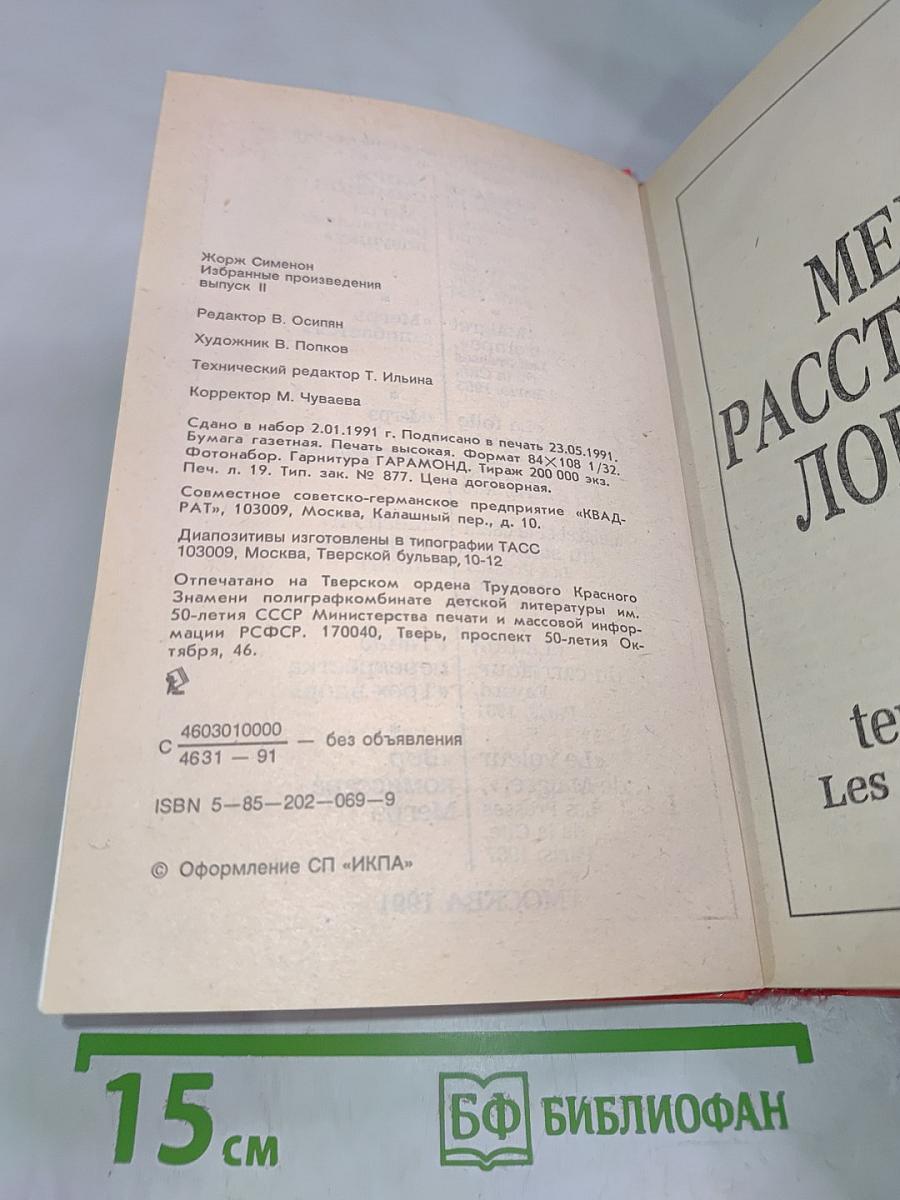 Жорж Сименон
Избранные произведения
выпуск II
Редактор В. Осипян
Художник В. Попков
Технический редактор Т. Ильина
Корректор М. Чуваева
Сдано в набор 2.01.1991 г. Подписано в печать 23.05.1991.
Бумага газетная. Печать высокая. Формат 84×108 1/32.
Фотонабор. Гарнитура ГАРАМОНД. Тираж 200 000 экз.
Печ. л. 19. Тип. зак. № 877. Цена договорная.
Совместное советско-германское предприятие «КВАД-
РАТ», 103009, Москва, Калашный пер., д. 10.
Диапозитивы изготовлены в типографии ТАСС
103009, Москва, Тверской бульвар, 10-12
Отпечатано на Тверском ордена Трудового Красного
Знамени полиграфкомбинате детской литературы им.
50-летия СССР Министерства печати и массовой инфор-
мации РСФСР. 170040, Тверь, проспект 50-летия Ок-
тября, 46.
С 4603010000
4631 — 91 — без объявления
ISBN 5—85—202—069—9
© Оформление СП «ИКПА»
РАССТ
te
Les
15 см
БФ БИБЛИОФАН